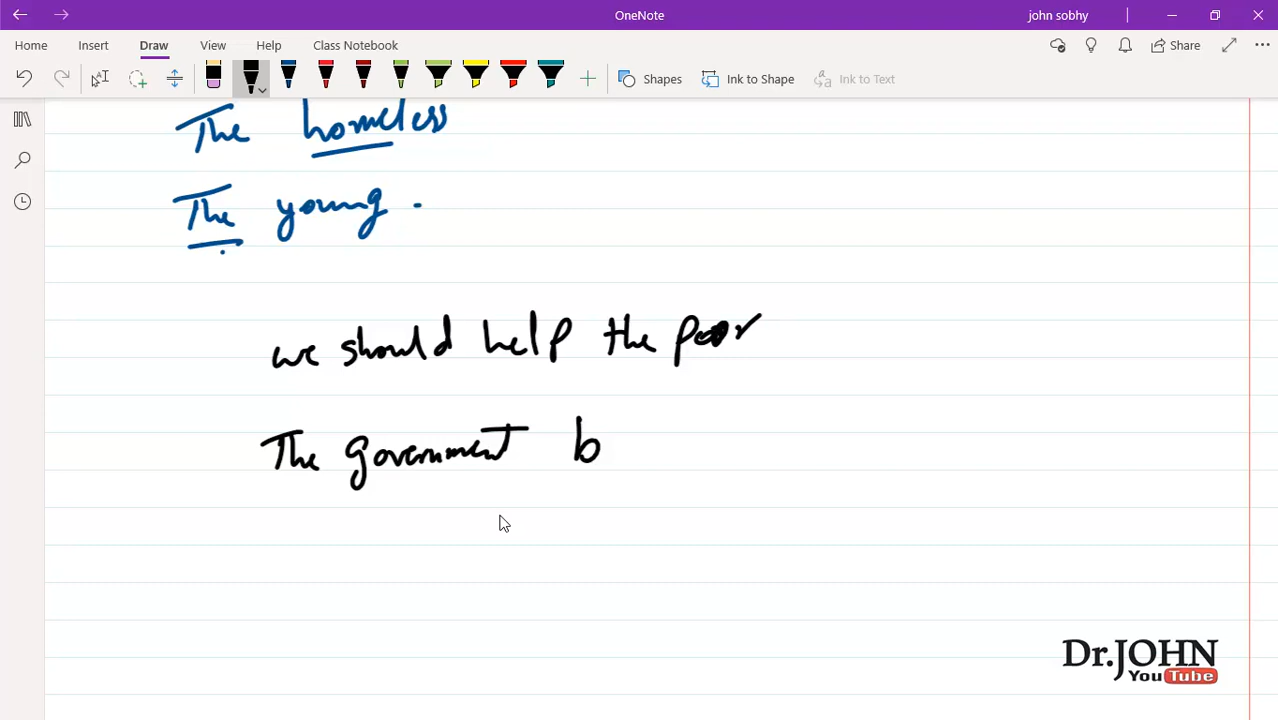 OneNote
john sobhy
Home Insert Draw View Help Class Notebook
Share
Shapes Ink to Shape Ink to Text
The homeless
The young .
we should help the poor
The government b
Dr.JOHN
YouTube